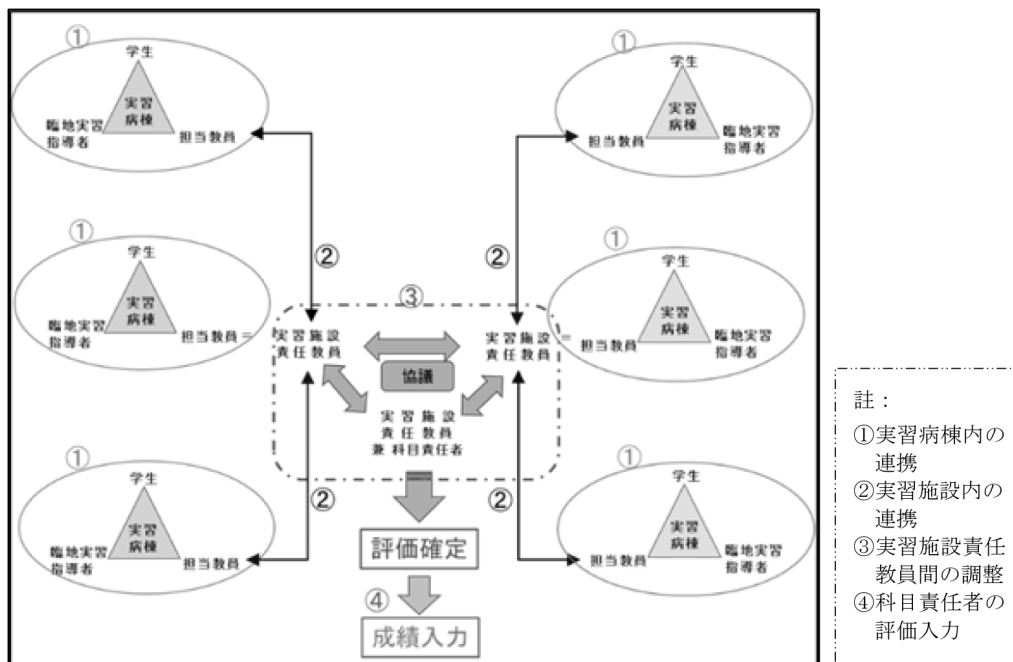 ①
学生
実習
病棟
臨地実習
指導者
担当教員
①
学生
実習
病棟
担当教員
臨地実習
指導者
②
②
①
学生
実習
病棟
臨地実習
指導者
担当教員＝
①
学生
実習
病棟
＝担当教員
臨地実習
指導者
③
実習施設
責任教員
実習施設
責任教員
協議
実習施設
責任教員
兼 科目責任者
①
学生
実習
病棟
臨地実習
指導者
担当教員
①
学生
実習
病棟
担当教員
臨地実習
指導者
②
②
評価確定
④
成績入力
註：
①実習病棟内の
連携
②実習施設内の
連携
③実習施設責任
教員間の調整
④科目責任者の
評価入力